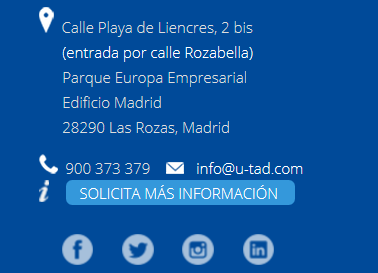 Calle Playa de Liencres, 2 bis
(entrada por calle Rozabella)
Parque Europa Empresarial
Edificio Madrid
28290 Las Rozas, Madrid
900 373 379 info@u-tad.com
SOLICITA MÁS INFORMACIÓN